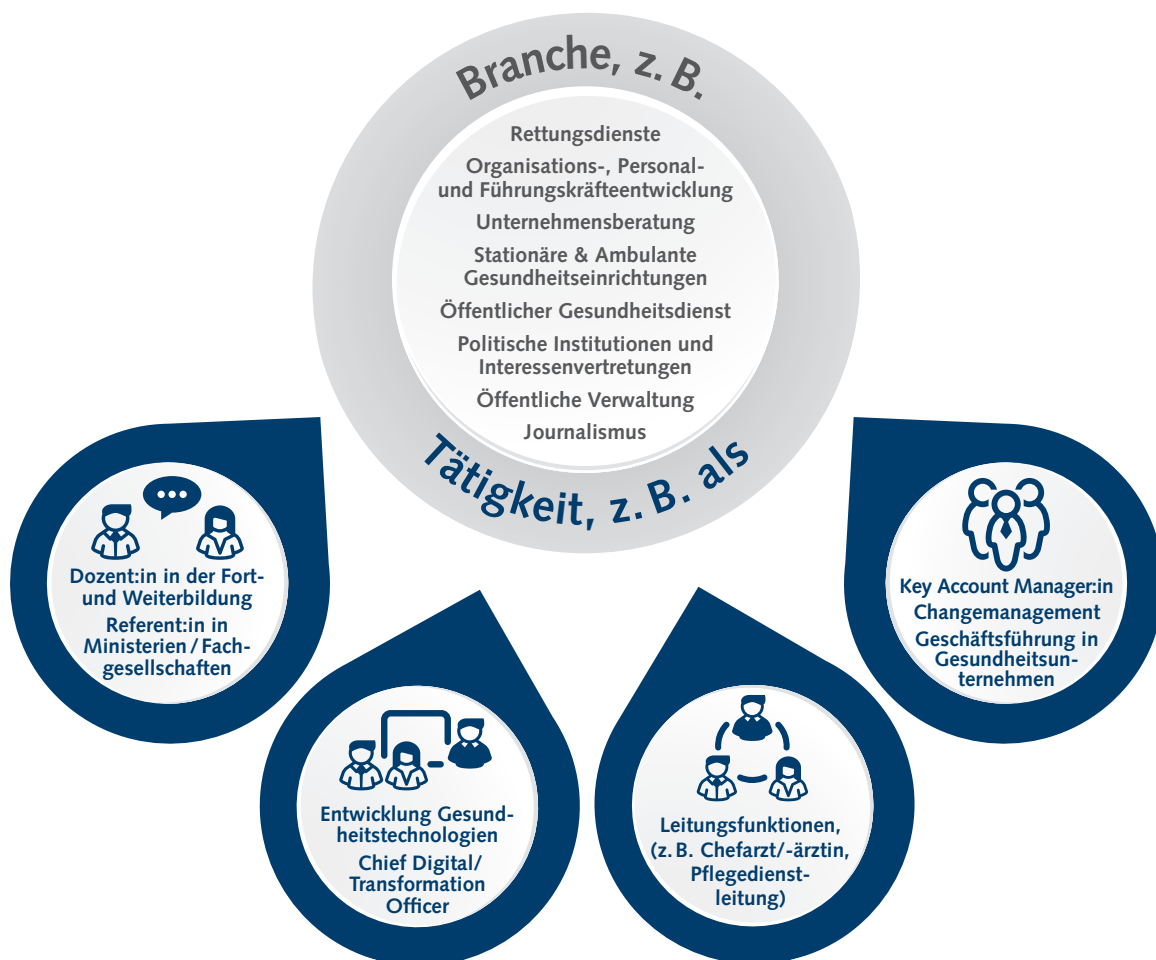 Branche, z. B.
Rettungsdienste
Organisations-, Personal-
und Führungskräfteentwicklung
Unternehmensberatung
Stationäre & Ambulante
Gesundheitseinrichtungen
Öffentlicher Gesundheitsdienst
Politische Institutionen und
Interessenvertretungen
Öffentliche Verwaltung
Journalismus
Tätigkeit, z. B. als
Dozent:in in der Fort-
und Weiterbildung
Referent:in in
Ministerien / Fach-
gesellschaften
Entwicklung Gesund-
heitstechnologien
Chief Digital/
Transformation
Officer
Leitungsfunktionen,
(z. B. Chefarzt/-ärztin,
Pflegedienst-
leitung)
Key Account Manager:in
Changemanagement
Geschäftsführung in
Gesundheitsun-
ternehmen